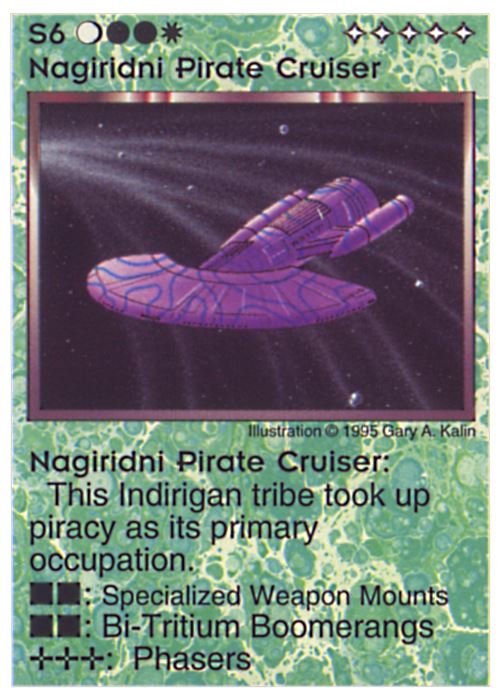 S6
Nagiridni Pirate Cruiser
Illustration © 1995 Gary A. Kalin
Nagiridni Pirate Cruiser:
This Indirigan tribe took up
piracy as its primary
occupation.
■■: Specialized Weapon Mounts
■■: Bi-Tritium Boomerangs
✢✢✢: Phasers